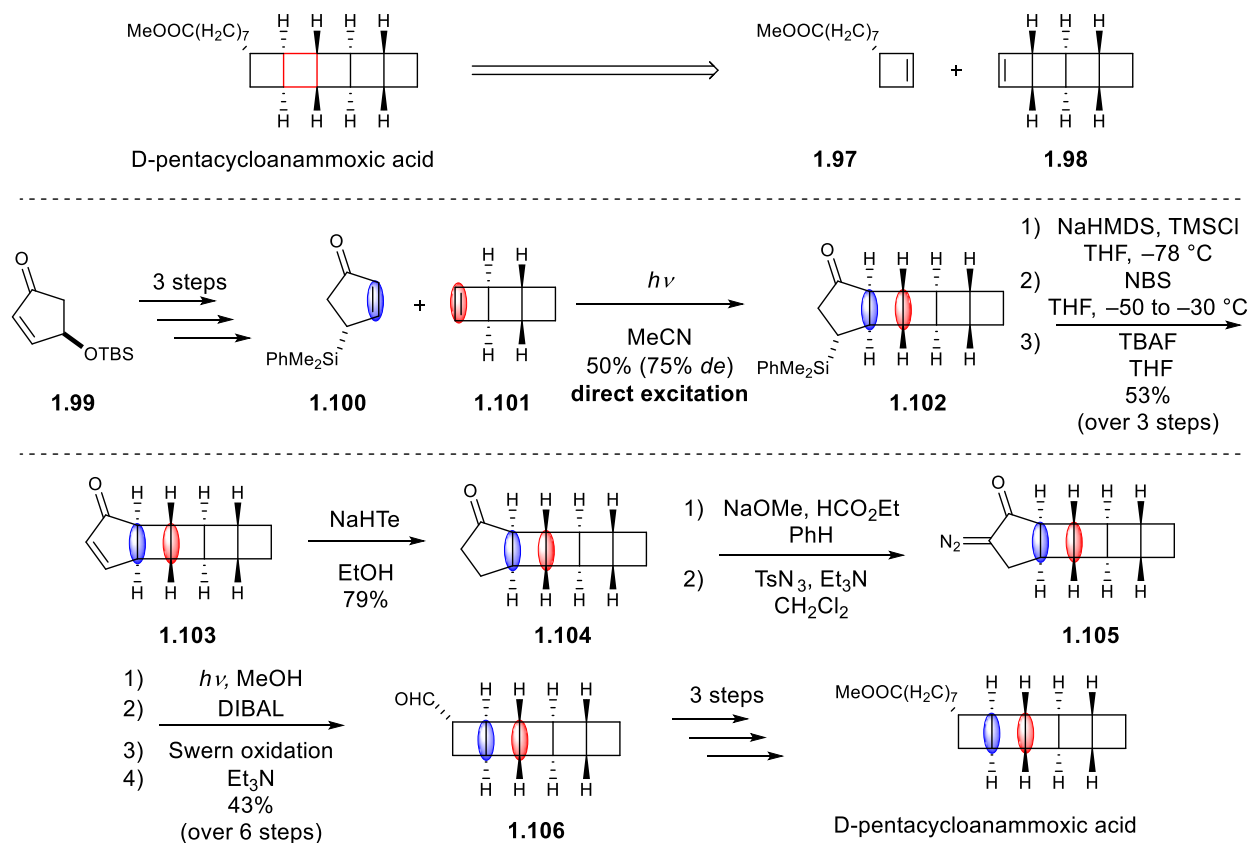 H H H H
MeOOC(H₂C)₇
H H H H
D-pentacycloanammoxic acid
MeOOC(H₂C)₇
+
H H H
H H H
1.97
1.98
O
OTBS
1.99
3 steps
O
PhMe₂Si
1.100
+
H H
H H
1.101
hν
MeCN
50% (75% de)
direct excitation
O
H H H H
H H H H
PhMe₂Si
1.102
1) NaHMDS, TMSCl
THF, –78 °C
2) NBS
THF, –50 to –30 °C
3) TBAF
THF
53%
(over 3 steps)
O
H H H H
H H H H
1.103
NaHTe
EtOH
79%
O
H H H H
H H H H
1.104
1) NaOMe, HCO₂Et
PhH
2) TsN₃, Et₃N
CH₂Cl₂
O
N₂
H H H H
H H H H
1.105
1) hν, MeOH
2) DIBAL
3) Swern oxidation
4) Et₃N
43%
(over 6 steps)
OHC
H H H H
H H H H
1.106
3 steps
MeOOC(H₂C)₇
H H H H
H H H H
D-pentacycloanammoxic acid